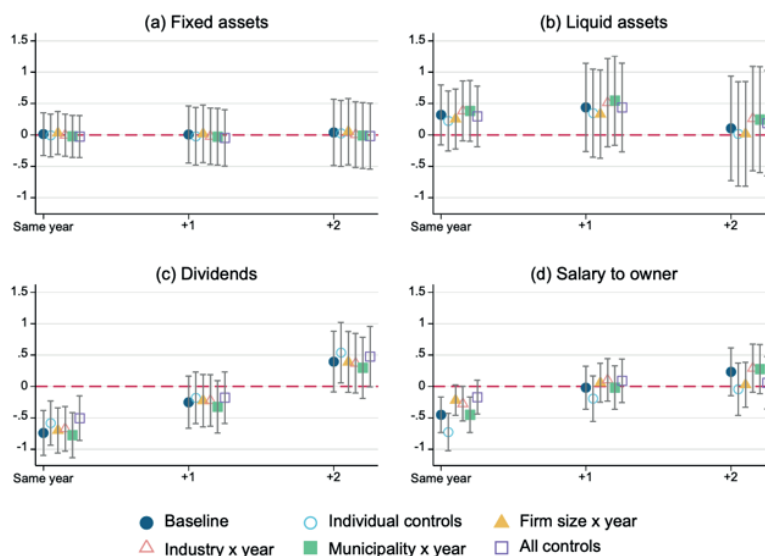 (a) Fixed assets
1.5
1
.5
0
-.5
-1
Same year +1 +2
(b) Liquid assets
1.5
1
.5
0
-.5
-1
Same year +1 +2
(c) Dividends
1.5
1
.5
0
-.5
-1
Same year +1 +2
(d) Salary to owner
1.5
1
.5
0
-.5
-1
Same year +1 +2
Baseline Individual controls Firm size x year
Industry x year Municipality x year All controls